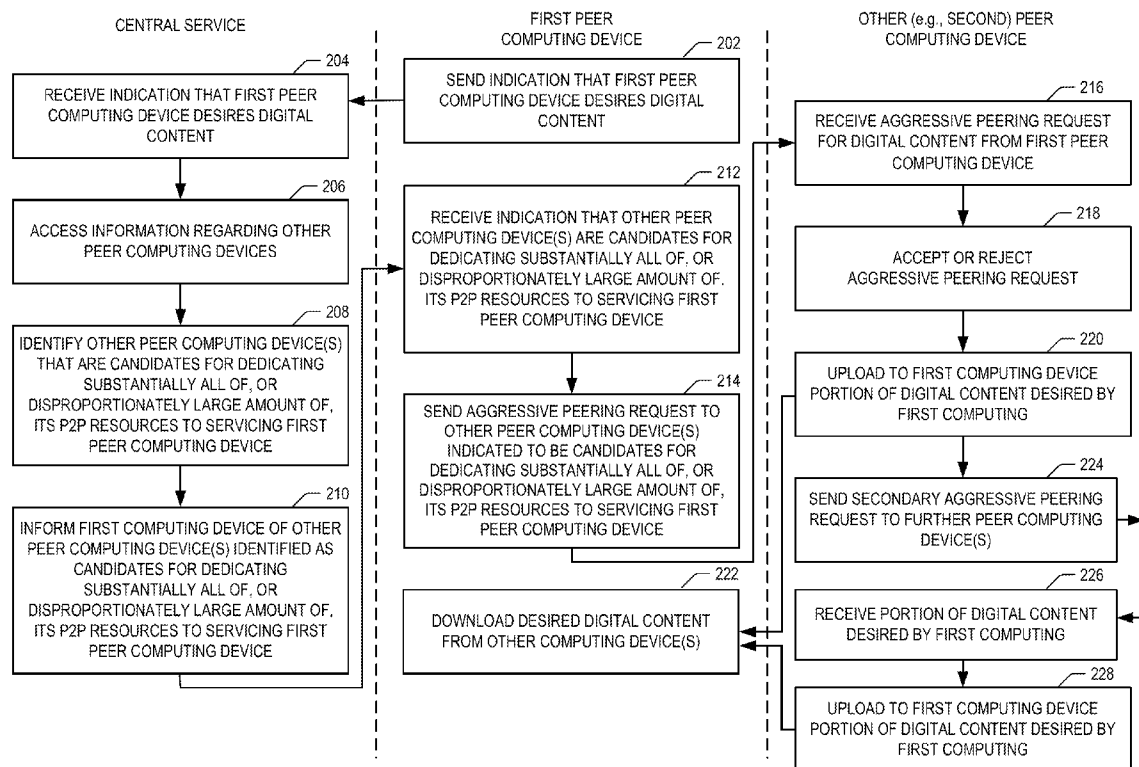 CENTRAL SERVICE
204
RECEIVE INDICATION THAT FIRST PEER
COMPUTING DEVICE DESIRES DIGITAL
CONTENT
206
ACCESS INFORMATION REGARDING OTHER
PEER COMPUTING DEVICES
208
IDENTIFY OTHER PEER COMPUTING DEVICE(S)
THAT ARE CANDIDATES FOR DEDICATING
SUBSTANTIALLY ALL OF, OR
DISPROPORTIONATELY LARGE AMOUNT OF,
ITS P2P RESOURCES TO SERVICING FIRST
PEER COMPUTING DEVICE
210
INFORM FIRST COMPUTING DEVICE OF OTHER
PEER COMPUTING DEVICE(S) IDENTIFIED AS
CANDIDATES FOR DEDICATING
SUBSTANTIALLY ALL OF, OR
DISPROPORTIONATELY LARGE AMOUNT OF,
ITS P2P RESOURCES TO SERVICING FIRST
PEER COMPUTING DEVICE
FIRST PEER
COMPUTING DEVICE
202
SEND INDICATION THAT FIRST PEER
COMPUTING DEVICE DESIRES DIGITAL
CONTENT
212
RECEIVE INDICATION THAT OTHER PEER
COMPUTING DEVICE(S) ARE CANDIDATES FOR
DEDICATING SUBSTANTIALLY ALL OF, OR
DISPROPORTIONATELY LARGE AMOUNT OF,
ITS P2P RESOURCES TO SERVICING FIRST
PEER COMPUTING DEVICE
214
SEND AGGRESSIVE PEERING REQUEST TO
OTHER PEER COMPUTING DEVICE(S)
INDICATED TO BE CANDIDATES FOR
DEDICATING SUBSTANTIALLY ALL OF, OR
DISPROPORTIONATELY LARGE AMOUNT OF,
ITS P2P RESOURCES TO SERVICING FIRST
PEER COMPUTING DEVICE
222
DOWNLOAD DESIRED DIGITAL CONTENT
FROM OTHER COMPUTING DEVICE(S)
OTHER (e.g., SECOND) PEER
COMPUTING DEVICE
216
RECEIVE AGGRESSIVE PEERING REQUEST
FOR DIGITAL CONTENT FROM FIRST PEER
COMPUTING DEVICE
218
ACCEPT OR REJECT
AGGRESSIVE PEERING REQUEST
220
UPLOAD TO FIRST COMPUTING DEVICE
PORTION OF DIGITAL CONTENT DESIRED BY
FIRST COMPUTING
224
SEND SECONDARY AGGRESSIVE PEERING
REQUEST TO FURTHER PEER COMPUTING
DEVICE(S)
226
RECEIVE PORTION OF DIGITAL CONTENT
DESIRED BY FIRST COMPUTING
228
UPLOAD TO FIRST COMPUTING DEVICE
PORTION OF DIGITAL CONTENT DESIRED BY
FIRST COMPUTING